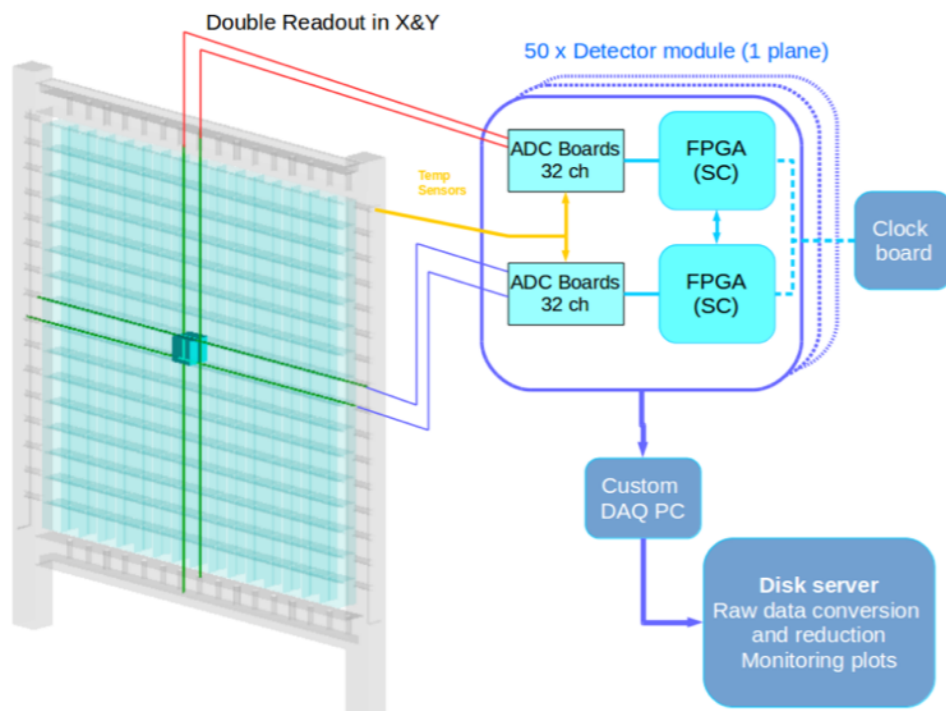 Double Readout in X&Y
50 x Detector module (1 plane)
ADC Boards
32 ch
FPGA
(SC)
Temp
Sensors
Clock
board
ADC Boards
32 ch
FPGA
(SC)
Custom
DAQ PC
Disk server
Raw data conversion
and reduction
Monitoring plots